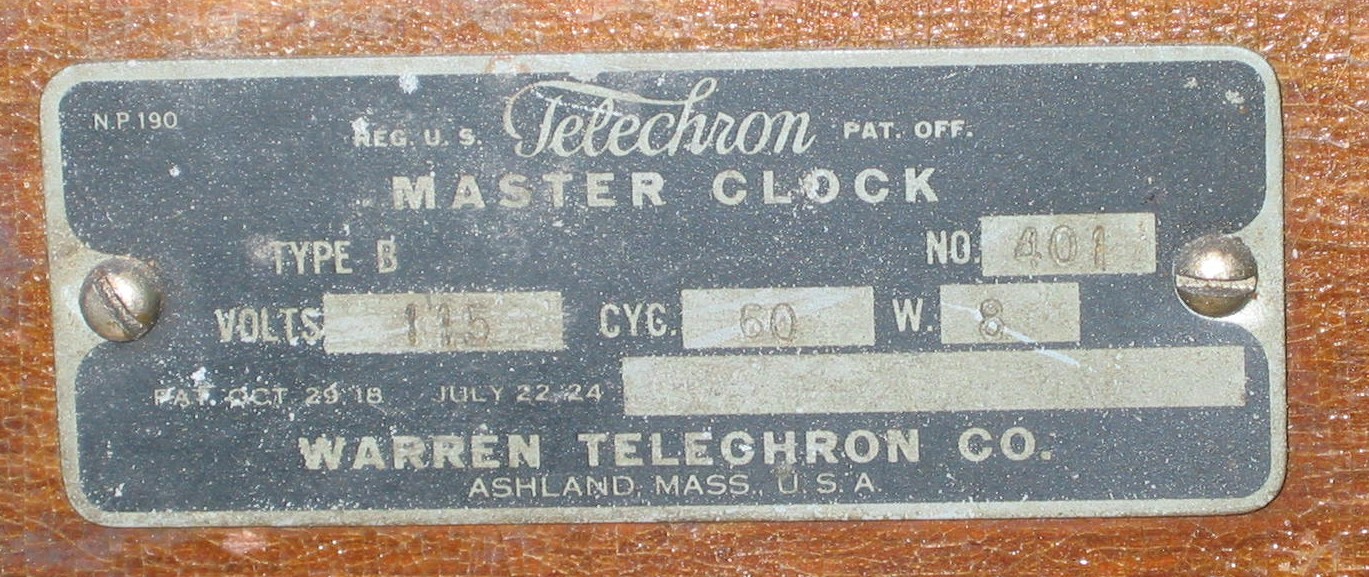 N.P 190
REG. U. S. Telechron PAT. OFF.
MASTER CLOCK
TYPE B NO. 401
VOLTS 115 CYC. 60 W. 8
PAT. OCT 29 18 JULY 22 24
WARREN TELECHRON CO.
ASHLAND, MASS., U.S.A